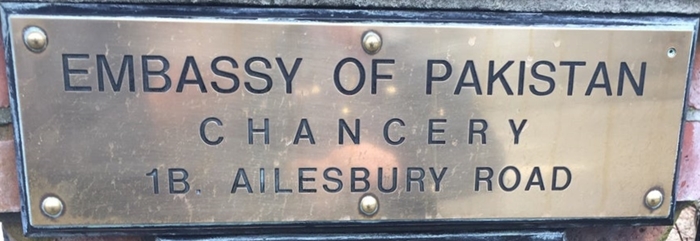 EMBASSY OF PAKISTAN
CHANCERY
1B. AILESBURY ROAD